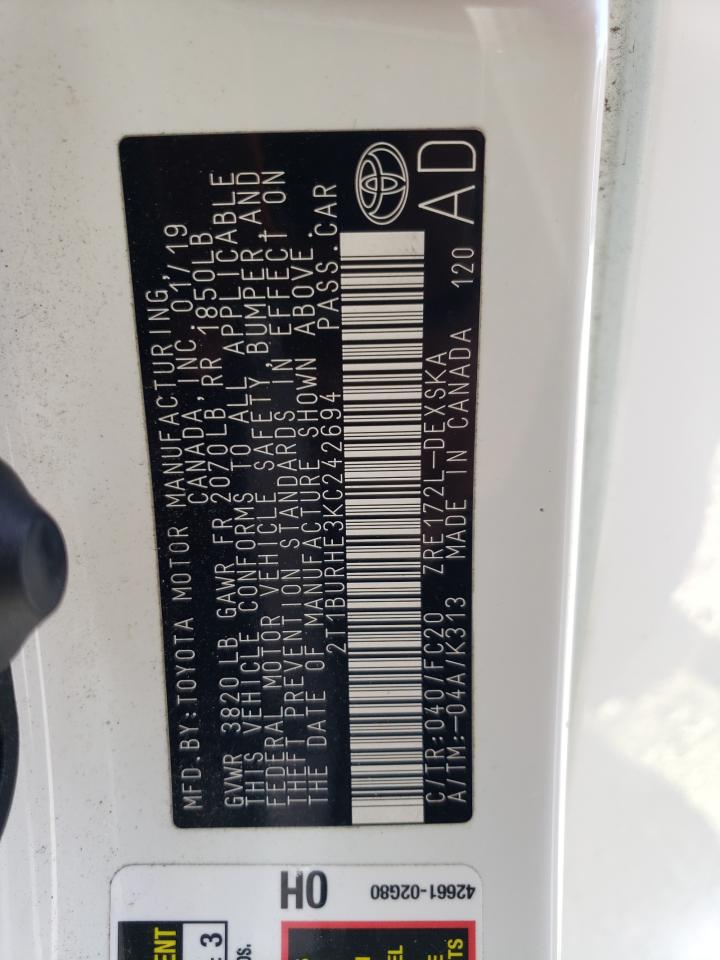 MFD.BY:TOYOTA MOTOR MANUFACTURING,
CANADA, INC. 01/19
GVWR 3820 LB GAWR FR 2070LB, RR 1850LB
THIS VEHICLE CONFORMS TO ALL APPLICABLE
FEDERAL MOTOR VEHICLE SAFETY, BUMPER, AND
THEFT PREVENTION STANDARDS IN EFFECT ON
THE DATE OF MANUFACTURE SHOWN ABOVE.
2T1BURHE3KC242694 PASS.CAR
C/TR:040/FC20 ZRE172L-DEXSKA
A/TM:-04A/K313 MADE IN CANADA 120
AD
OH
42661-02G80
3